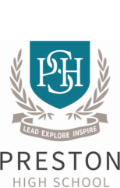 PSH
LEAD EXPLORE INSPIRE
PRESTON
HIGH SCHOOL